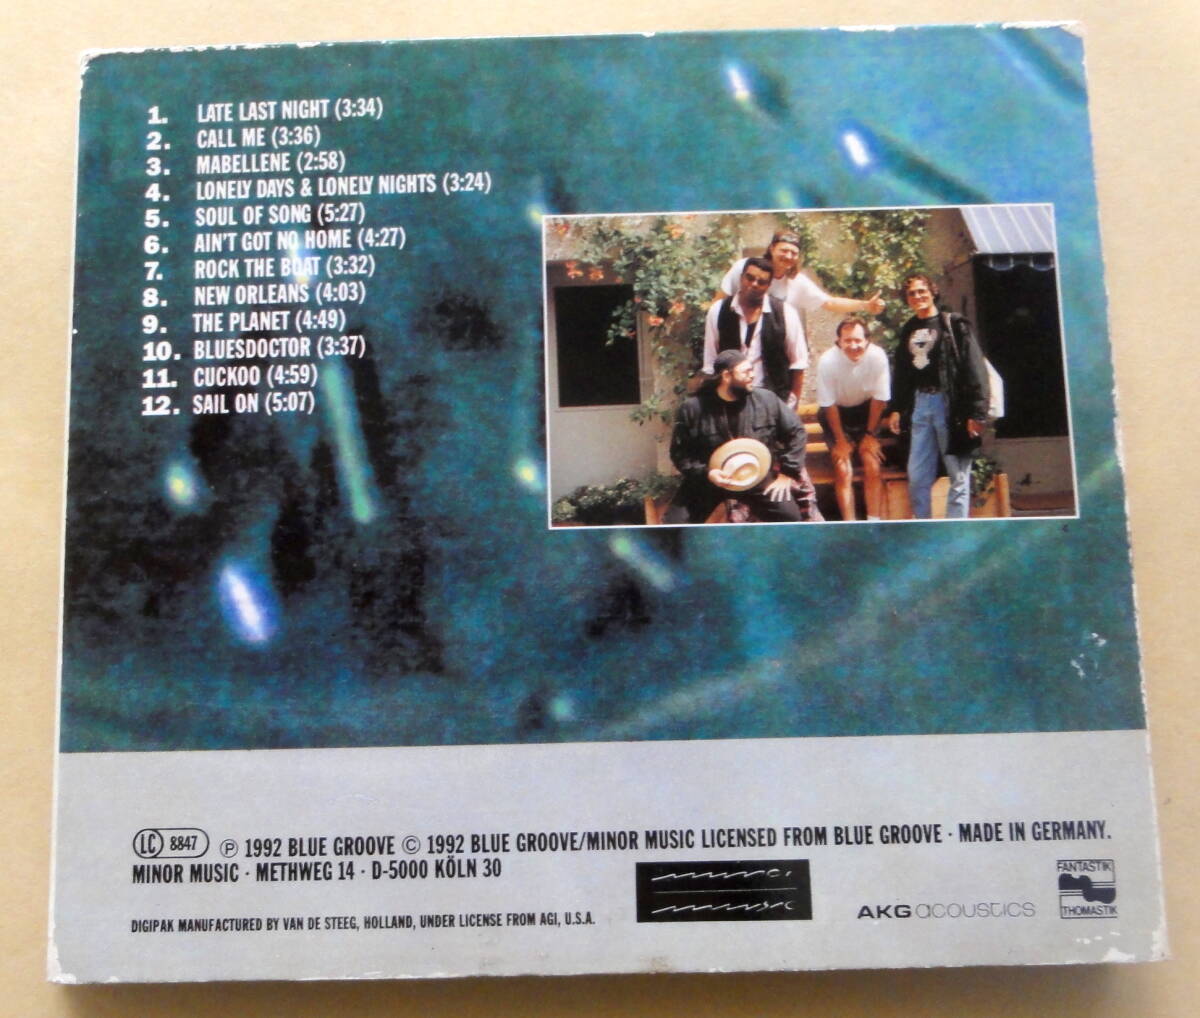 1. LATE LAST NIGHT (3:34)
2. CALL ME (3:36)
3. MABELLENE (2:58)
4. LONELY DAYS & LONELY NIGHTS (3:24)
5. SOUL OF SONG (5:27)
6. AIN'T GOT NO HOME (4:27)
7. ROCK THE BOAT (3:32)
8. NEW ORLEANS (4:03)
9. THE PLANET (4:49)
10. BLUESDOCTOR (3:37)
11. CUCKOO (4:59)
12. SAIL ON (5:07)
LC 8847 ℗ 1992 BLUE GROOVE © 1992 BLUE GROOVE/MINOR MUSIC LICENSED FROM BLUE GROOVE · MADE IN GERMANY.
MINOR MUSIC · METHWEG 14 · D-5000 KÖLN 30
DIGIPAK MANUFACTURED BY VAN DE STEEG, HOLLAND, UNDER LICENSE FROM AGI, U.S.A.
AKG acoustics
FANTASTIK
THOMASTIK